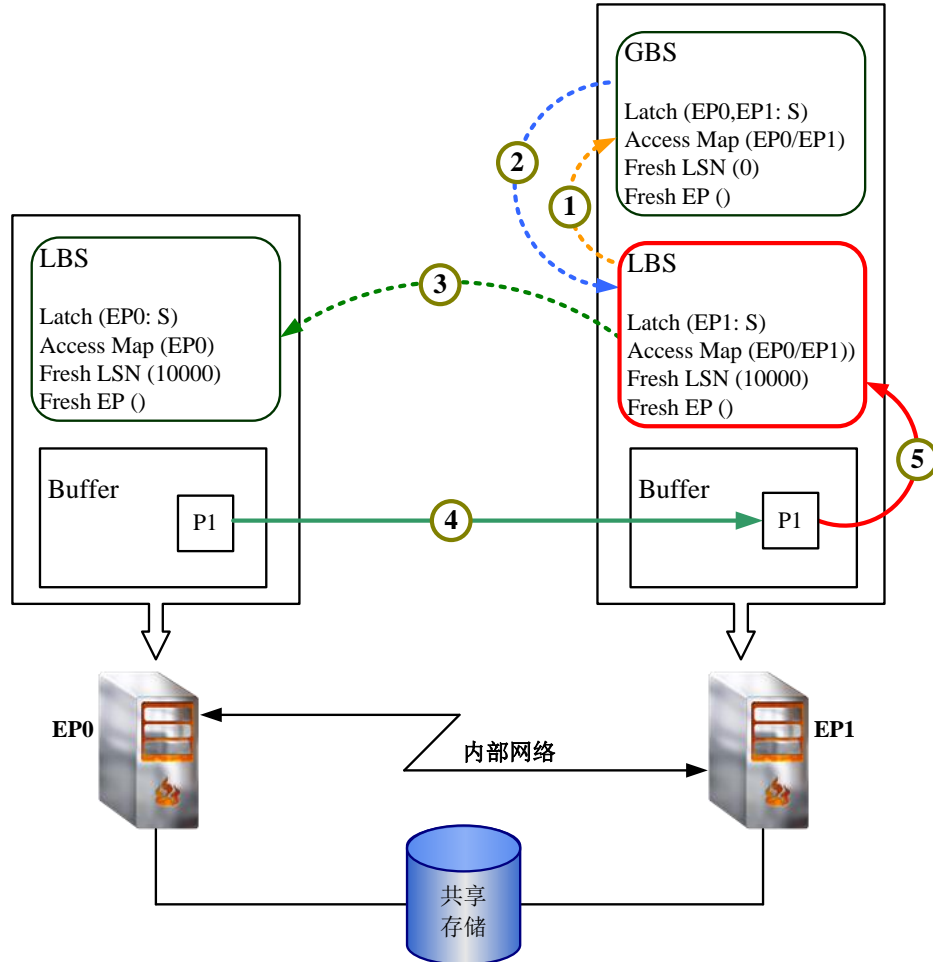 GBS
Latch (EP0,EP1: S)
Access Map (EP0/EP1)
Fresh LSN (0)
Fresh EP ()
2
1
LBS
Latch (EP0: S)
Access Map (EP0)
Fresh LSN (10000)
Fresh EP ()
3
LBS
Latch (EP1: S)
Access Map (EP0/EP1))
Fresh LSN (10000)
Fresh EP ()
5
Buffer
P1
4
Buffer
P1
EP0
内部网络
EP1
共享
存储